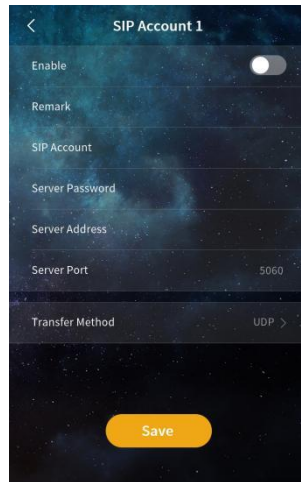 SIP Account 1
Enable
Remark
SIP Account
Server Password
Server Address
Server Port 5060
Transfer Method UDP
Save